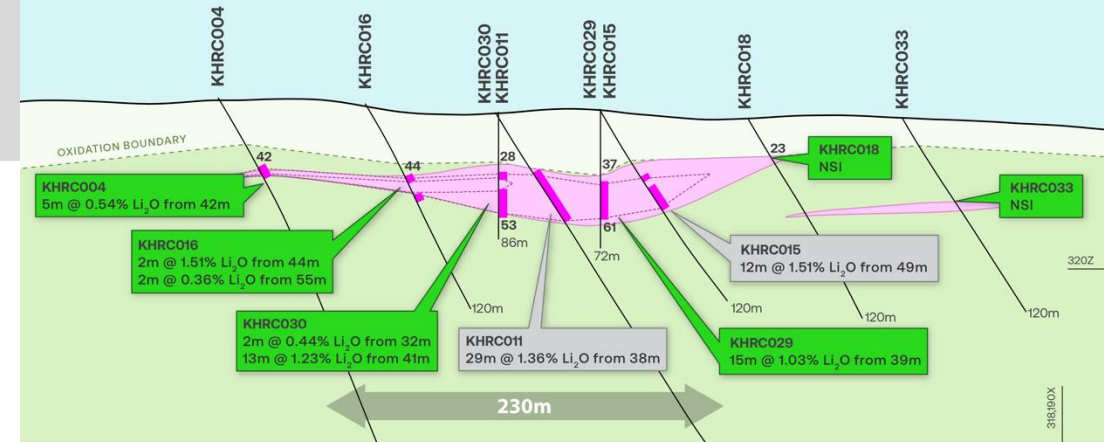 KHRC004
KHRC016
KHRC030
KHRC011
KHRC029
KHRC015
KHRC018
KHRC033
OXIDATION BOUNDARY
42
44
28
37
23
53
86m
61
72m
KHRC018
NSI
KHRC033
NSI
KHRC004
5m @ 0.54% Li₂O from 42m
KHRC016
2m @ 1.51% Li₂O from 44m
2m @ 0.36% Li₂O from 55m
KHRC015
12m @ 1.51% Li₂O from 49m
320Z
120m
120m
120m
120m
KHRC030
2m @ 0.44% Li₂O from 32m
13m @ 1.23% Li₂O from 41m
KHRC011
29m @ 1.36% Li₂O from 38m
KHRC029
15m @ 1.03% Li₂O from 39m
230m
318,190X